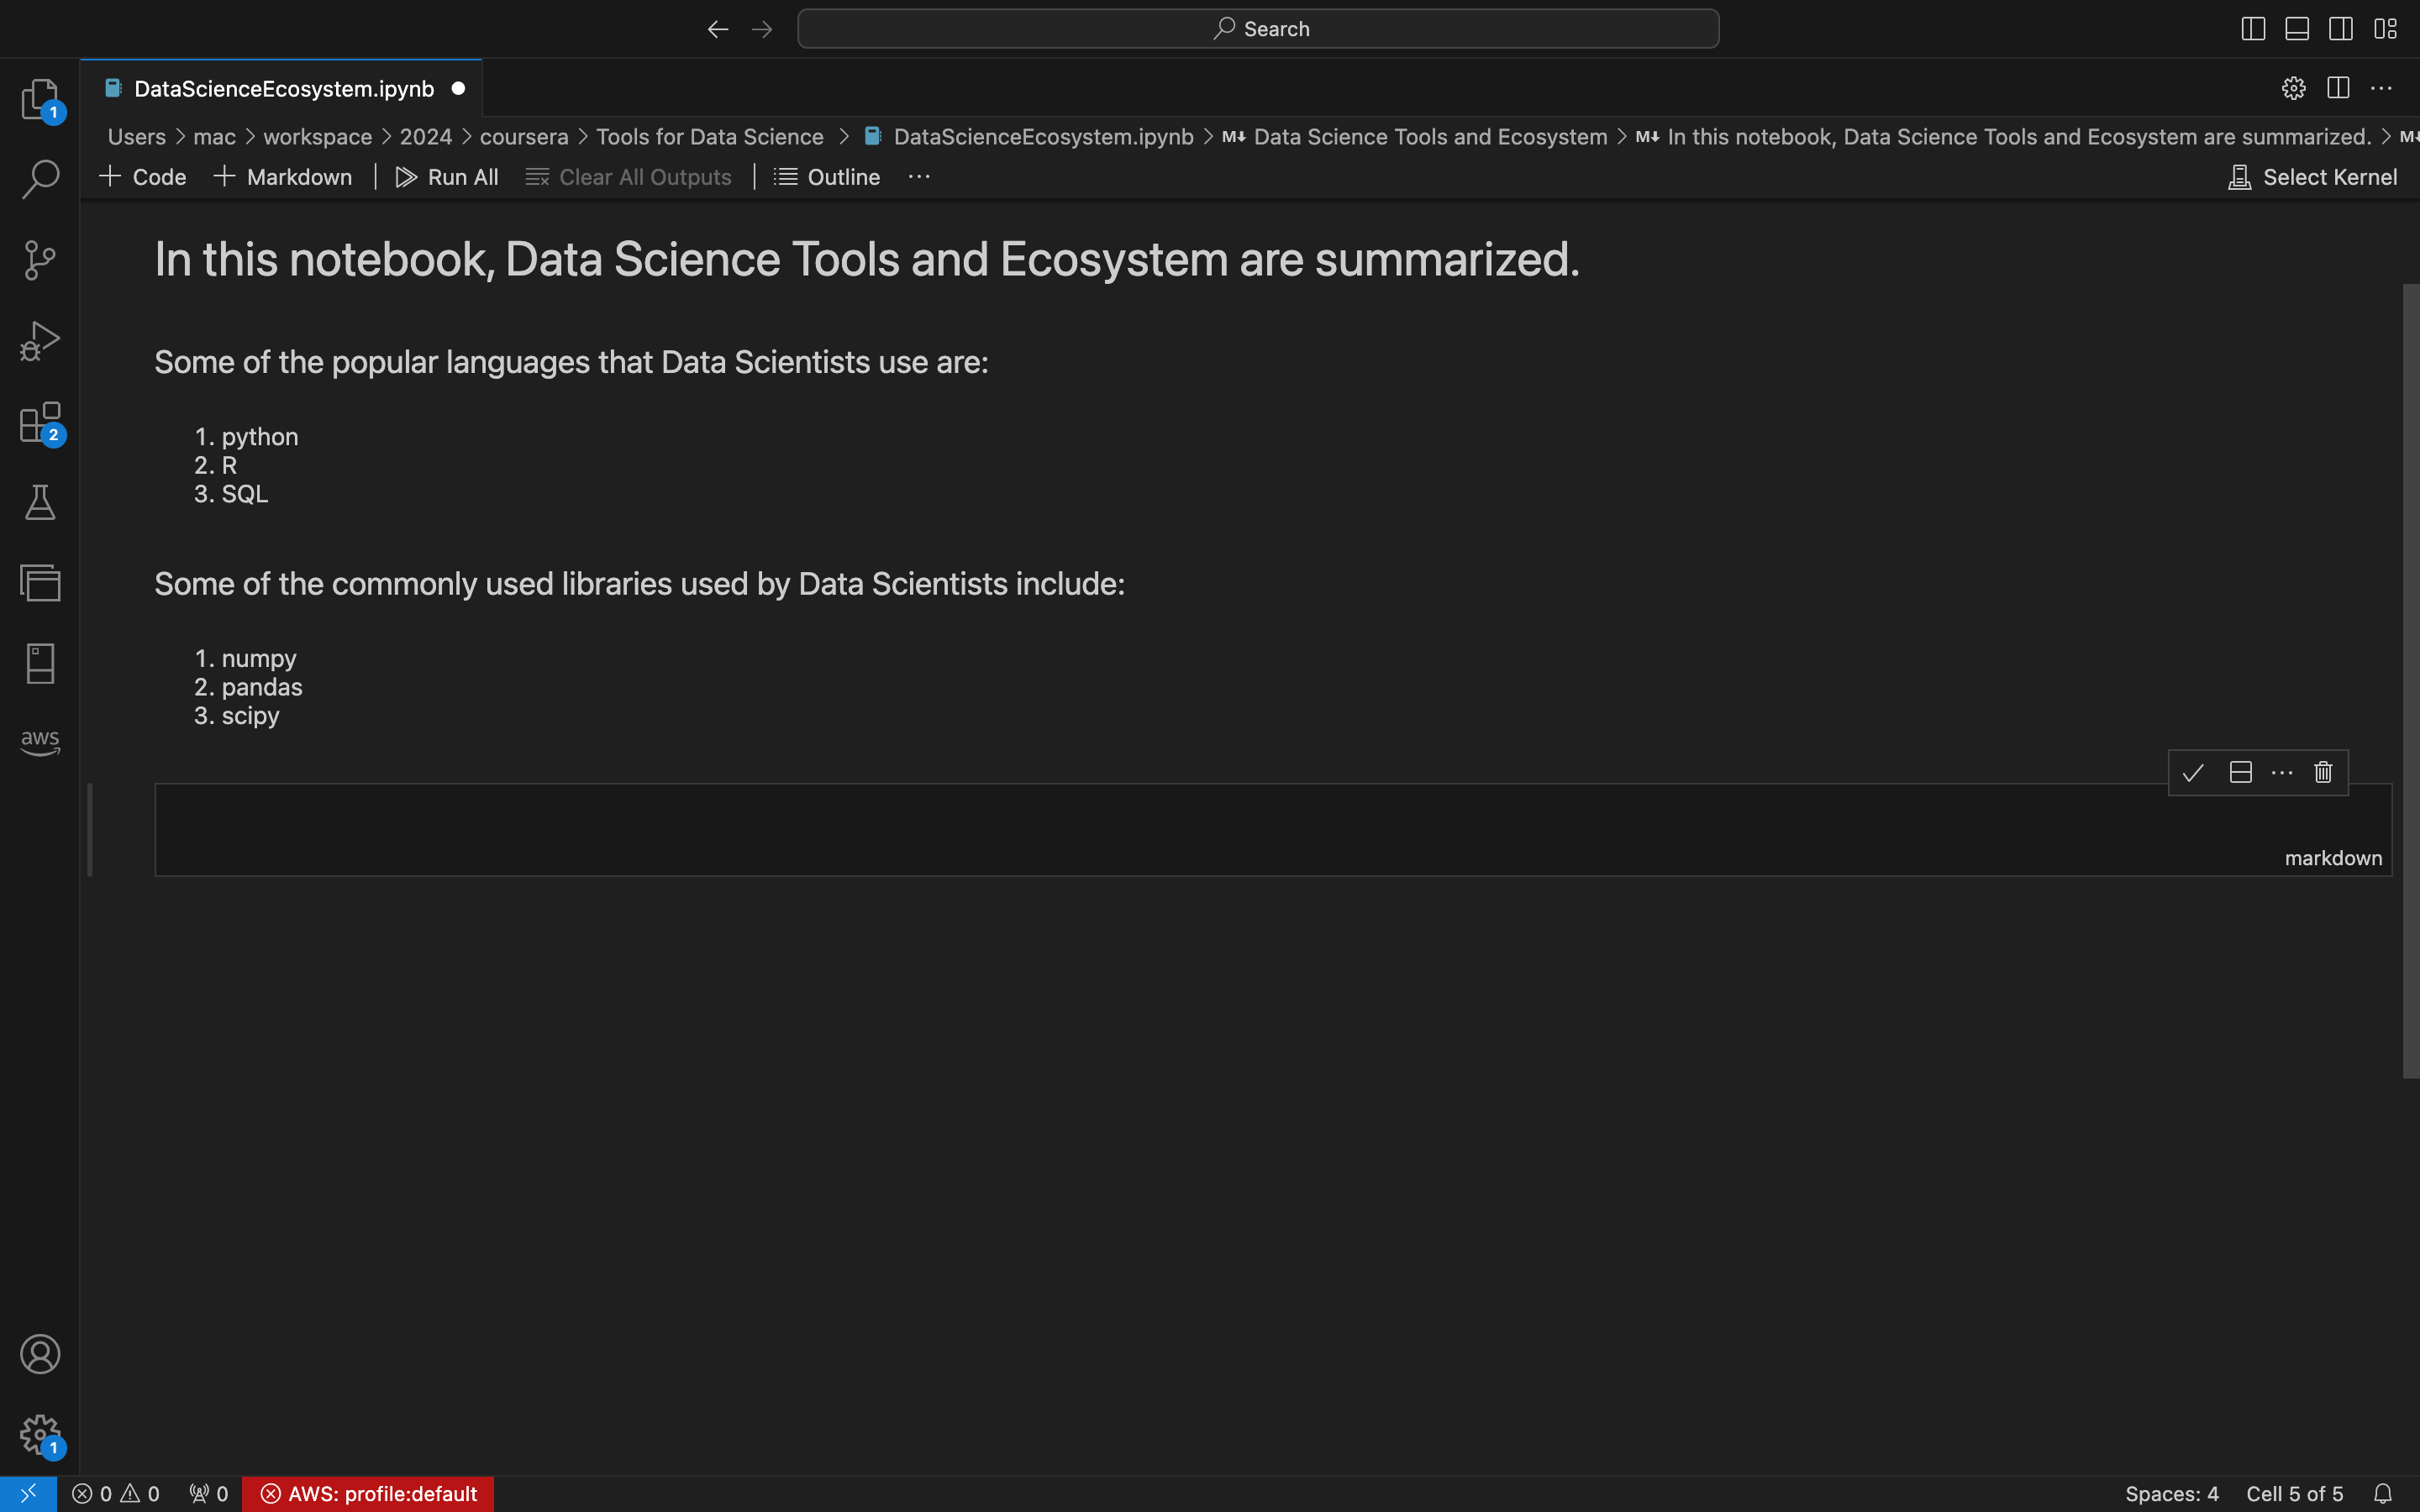 Search
DataScienceEcosystem.ipynb
1
Users > mac > workspace > 2024 > coursera > Tools for Data Science > DataScienceEcosystem.ipynb > M↓ Data Science Tools and Ecosystem > M↓ In this notebook, Data Science Tools and Ecosystem are summarized. > M↓
+ Code + Markdown | Run All Clear All Outputs | Outline ··· Select Kernel
In this notebook, Data Science Tools and Ecosystem are summarized.
Some of the popular languages that Data Scientists use are:
2
1. python
2. R
3. SQL
Some of the commonly used libraries used by Data Scientists include:
1. numpy
2. pandas
3. scipy
aws
markdown
1
0 0 0 AWS: profile:default Spaces: 4 Cell 5 of 5